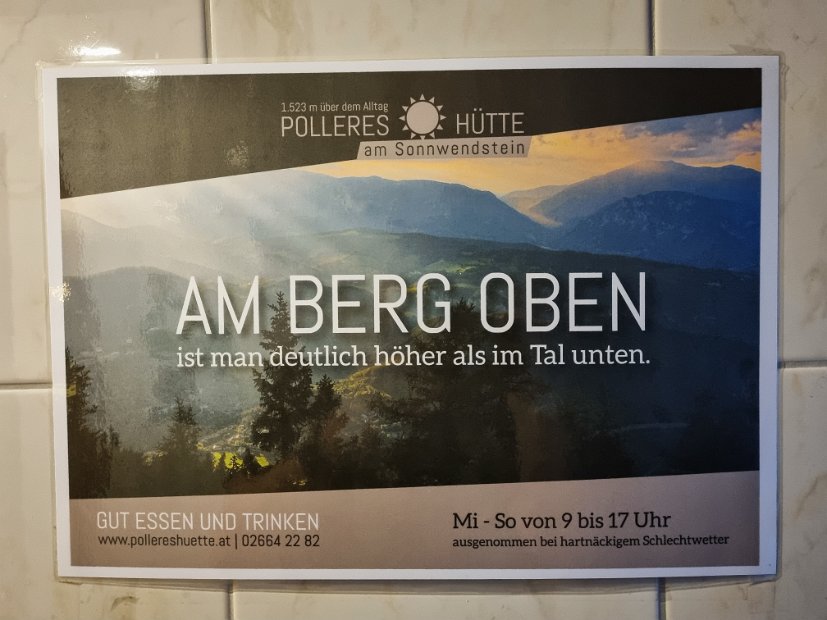 1.523 m über dem Alltag
POLLERES HÜTTE
am Sonnwendstein
AM BERG OBEN
ist man deutlich höher als im Tal unten.
GUT ESSEN UND TRINKEN
www.pollereshuette.at | 02664 22 82
Mi - So von 9 bis 17 Uhr
ausgenommen bei hartnäckigem Schlechtwetter